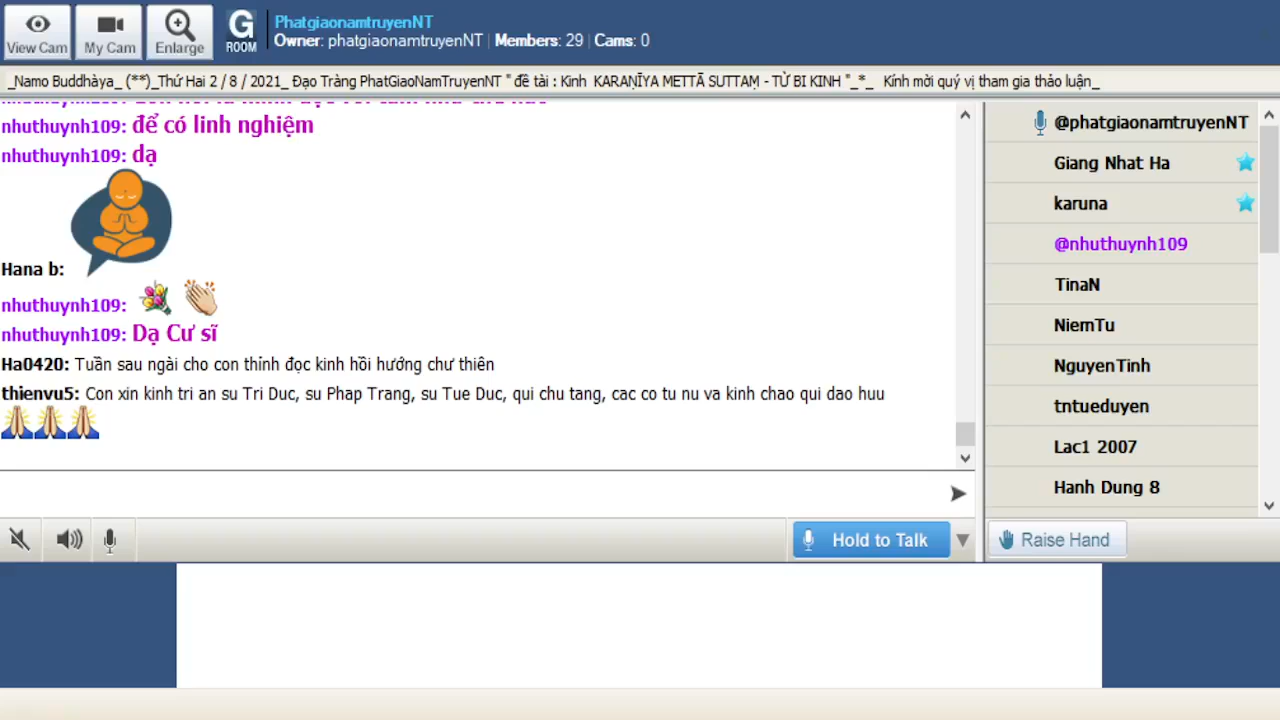 View Cam
My Cam
Enlarge
G
ROOM
PhatgiaonamtruyenNT
Owner: phatgiaonamtruyenNT | Members: 29 | Cams: 0
_Namo Buddhàya_ (**)_Thứ Hai 2 / 8 / 2021_ Đạo Tràng PhatGiaoNamTruyenNT " đề tài : Kinh KARAṆĪYA METTĀ SUTTAṂ - TỪ BI KINH "_*_ Kính mời quý vị tham gia thảo luận_
nhuthuynh109: để có linh nghiệm
nhuthuynh109: dạ
Hana b:
nhuthuynh109:
nhuthuynh109: Dạ Cư sĩ
Ha0420: Tuần sau ngài cho con thỉnh đọc kinh hồi hướng chư thiên
thienvu5: Con xin kinh tri an su Tri Duc, su Phap Trang, su Tue Duc, qui chu tang, cac co tu nu va kinh chao qui dao huu
@phatgiaonamtruyenNT
Giang Nhat Ha
karuna
@nhuthuynh109
TinaN
NiemTu
NguyenTinh
tntueduyen
Lac1 2007
Hanh Dung 8
Hold to Talk
Raise Hand